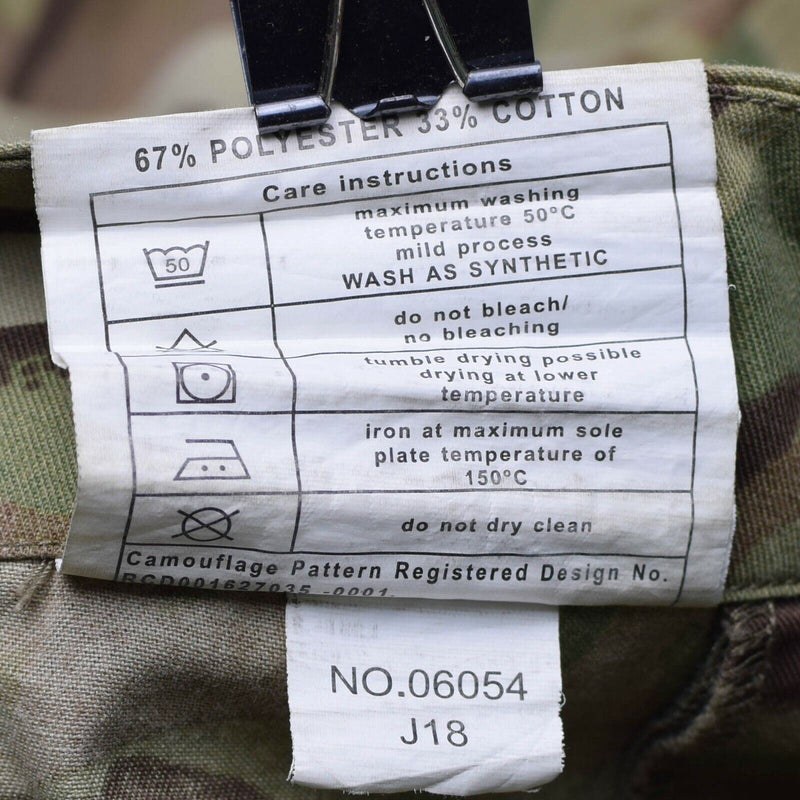 67% POLYESTER 33% COTTON
Care instructions
50
maximum washing
temperature 50°C
mild process
WASH AS SYNTHETIC
do not bleach/
no bleaching
tumble drying possible
drying at lower
temperature
iron at maximum sole
plate temperature of
150°C
do not dry clean
Camouflage Pattern Registered Design No.
RCD001627035 -0001.
NO.06054
J18